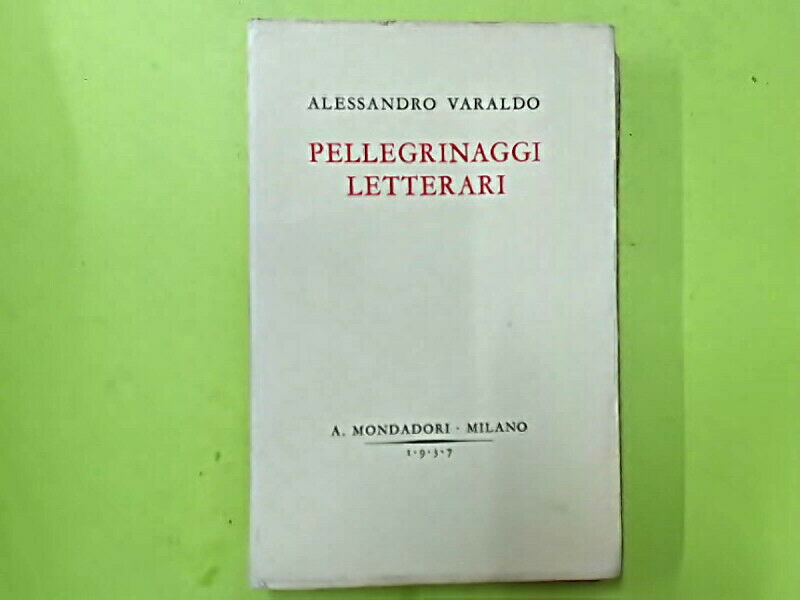 ALESSANDRO VARALDO
PELLEGRINAGGI
LETTERARI
A. MONDADORI · MILANO
1·9·3·7